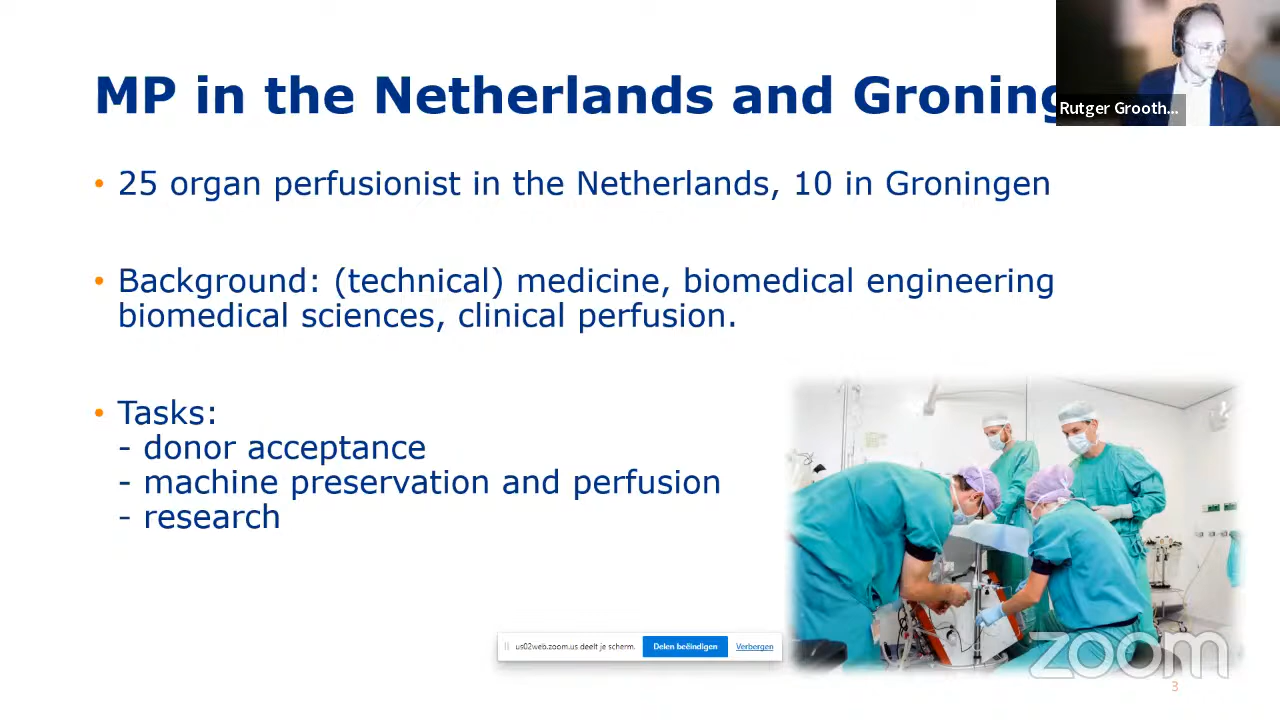 MP in the Netherlands and Groning
Rutger Grooth...
• 25 organ perfusionist in the Netherlands, 10 in Groningen
• Background: (technical) medicine, biomedical engineering
biomedical sciences, clinical perfusion.
• Tasks:
- donor acceptance
- machine preservation and perfusion
- research
us02web.zoom.us deelt je scherm.
Delen beëindigen
Verbergen
zoom
3